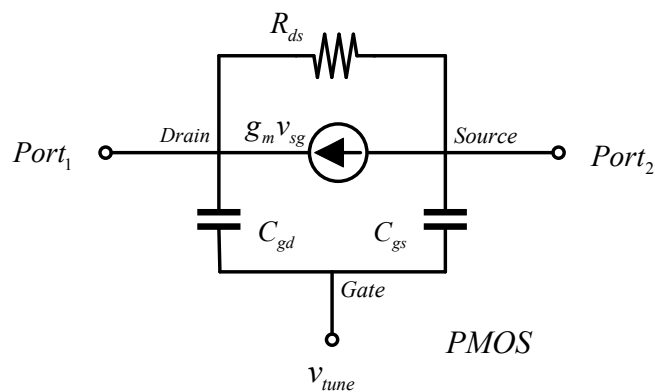 R_ds
Drain
g_m v_sg
Source
Port_1
Port_2
C_gd
C_gs
Gate
PMOS
v_tune